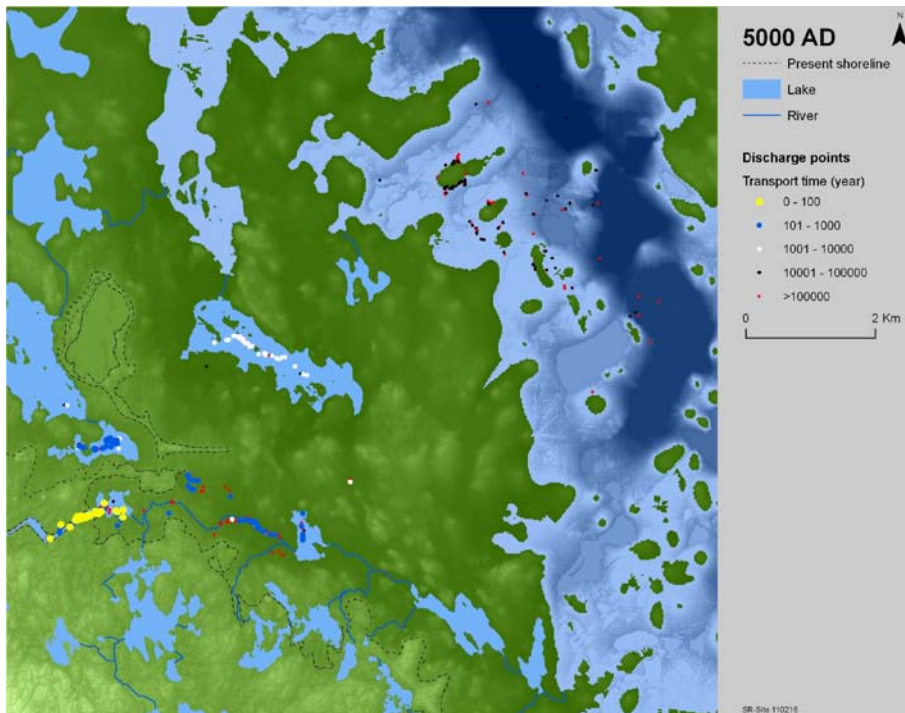 N
5000 AD
Present shoreline
Lake
River
Discharge points
Transport time (year)
0 - 100
101 - 1000
1001 - 10000
10001 - 100000
>100000
0 2 Km
SR-Site 110216